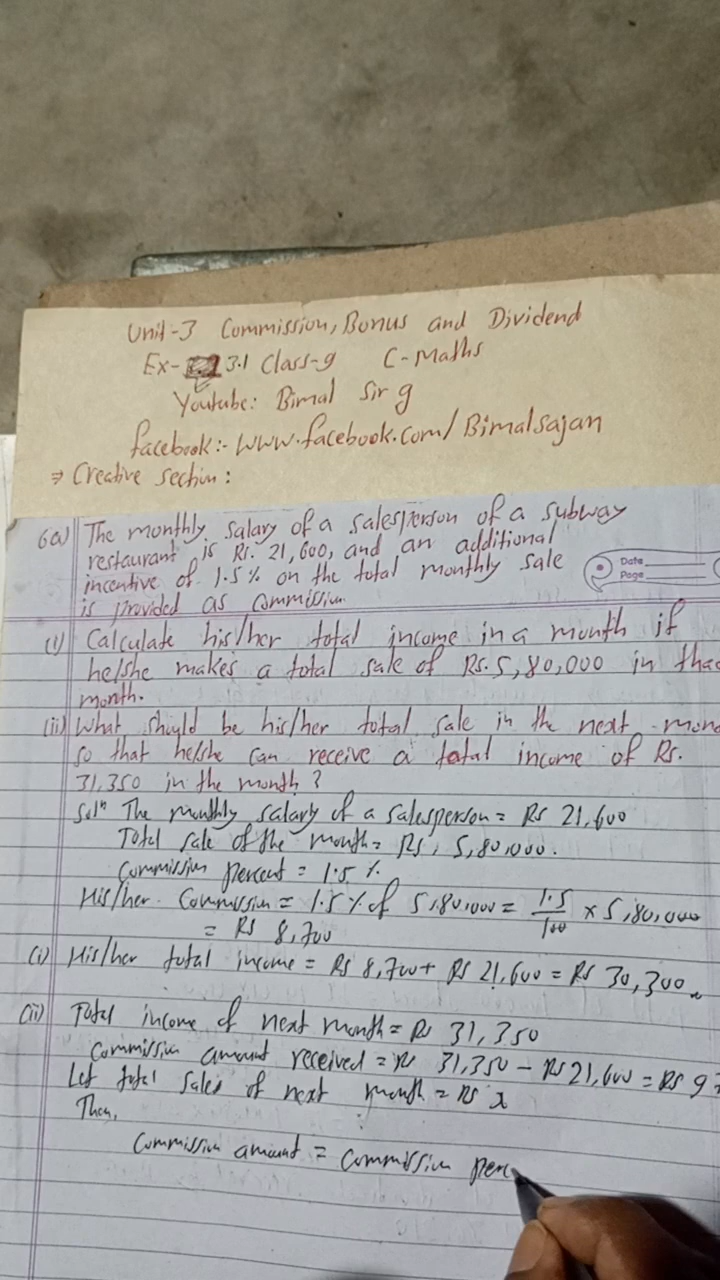 Unit-3 Commission, Bonus and Dividend
Ex- 3.1 Class-9 C-Maths
Youtube: Bimal Sir g
facebook:- www.facebook.com/Bimalsajan
⇒ Creative section:
6a) The monthly salary of a salesperson of a subway
restaurant is Rs. 21,600, and an additional
incentive of 1.5% on the total monthly sale
Date
Page
is provided as commission.
(i) Calculate his/her total income in a month if
he/she makes a total sale of Rs. 5,80,000 in that
month.
(ii) What should be his/her total sale in the next mon
so that he/she can receive a total income of Rs.
31,350 in the month?
Solⁿ The monthly salary of a salesperson = Rs 21,600
Total sale of the month = Rs, 5,80,000.
Commission percent = 1.5 %.
His/her Commission = 1.5 % of 5,80,000 = 1.5/100 × 5,80,000
= Rs 8,700
(i) His/her total income = Rs 8,700 + Rs 21,600 = Rs 30,300
(ii) Total income of next month = Rs 31,350
Commission amount received = Rs 31,350 - Rs 21,600 = Rs 9
Let total sales of next month = Rs x
Then,
Commission amount = Commission perc